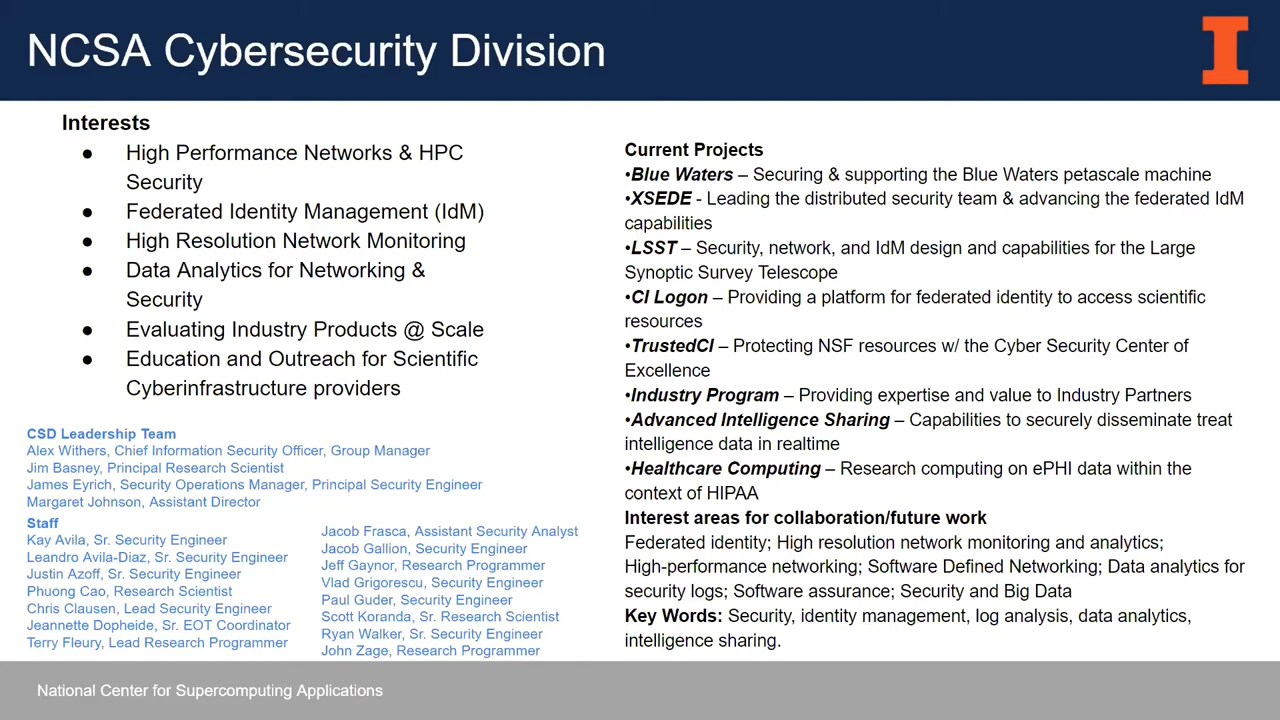 NCSA Cybersecurity Division
I
Interests
● High Performance Networks & HPC
Security
● Federated Identity Management (IdM)
● High Resolution Network Monitoring
● Data Analytics for Networking &
Security
● Evaluating Industry Products @ Scale
● Education and Outreach for Scientific
Cyberinfrastructure providers
CSD Leadership Team
Alex Withers, Chief Information Security Officer, Group Manager
Jim Basney, Principal Research Scientist
James Eyrich, Security Operations Manager, Principal Security Engineer
Margaret Johnson, Assistant Director
Staff
Kay Avila, Sr. Security Engineer
Leandro Avila-Diaz, Sr. Security Engineer
Justin Azoff, Sr. Security Engineer
Phuong Cao, Research Scientist
Chris Clausen, Lead Security Engineer
Jeannette Dopheide, Sr. EOT Coordinator
Terry Fleury, Lead Research Programmer
Jacob Frasca, Assistant Security Analyst
Jacob Gallion, Security Engineer
Jeff Gaynor, Research Programmer
Vlad Grigorescu, Security Engineer
Paul Guder, Security Engineer
Scott Koranda, Sr. Research Scientist
Ryan Walker, Sr. Security Engineer
John Zage, Research Programmer
Current Projects
•Blue Waters – Securing & supporting the Blue Waters petascale machine
•XSEDE - Leading the distributed security team & advancing the federated IdM
capabilities
•LSST – Security, network, and IdM design and capabilities for the Large
Synoptic Survey Telescope
•CI Logon – Providing a platform for federated identity to access scientific
resources
•TrustedCI – Protecting NSF resources w/ the Cyber Security Center of
Excellence
•Industry Program – Providing expertise and value to Industry Partners
•Advanced Intelligence Sharing – Capabilities to securely disseminate treat
intelligence data in realtime
•Healthcare Computing – Research computing on ePHI data within the
context of HIPAA
Interest areas for collaboration/future work
Federated identity; High resolution network monitoring and analytics;
High-performance networking; Software Defined Networking; Data analytics for
security logs; Software assurance; Security and Big Data
Key Words: Security, identity management, log analysis, data analytics,
intelligence sharing.
National Center for Supercomputing Applications